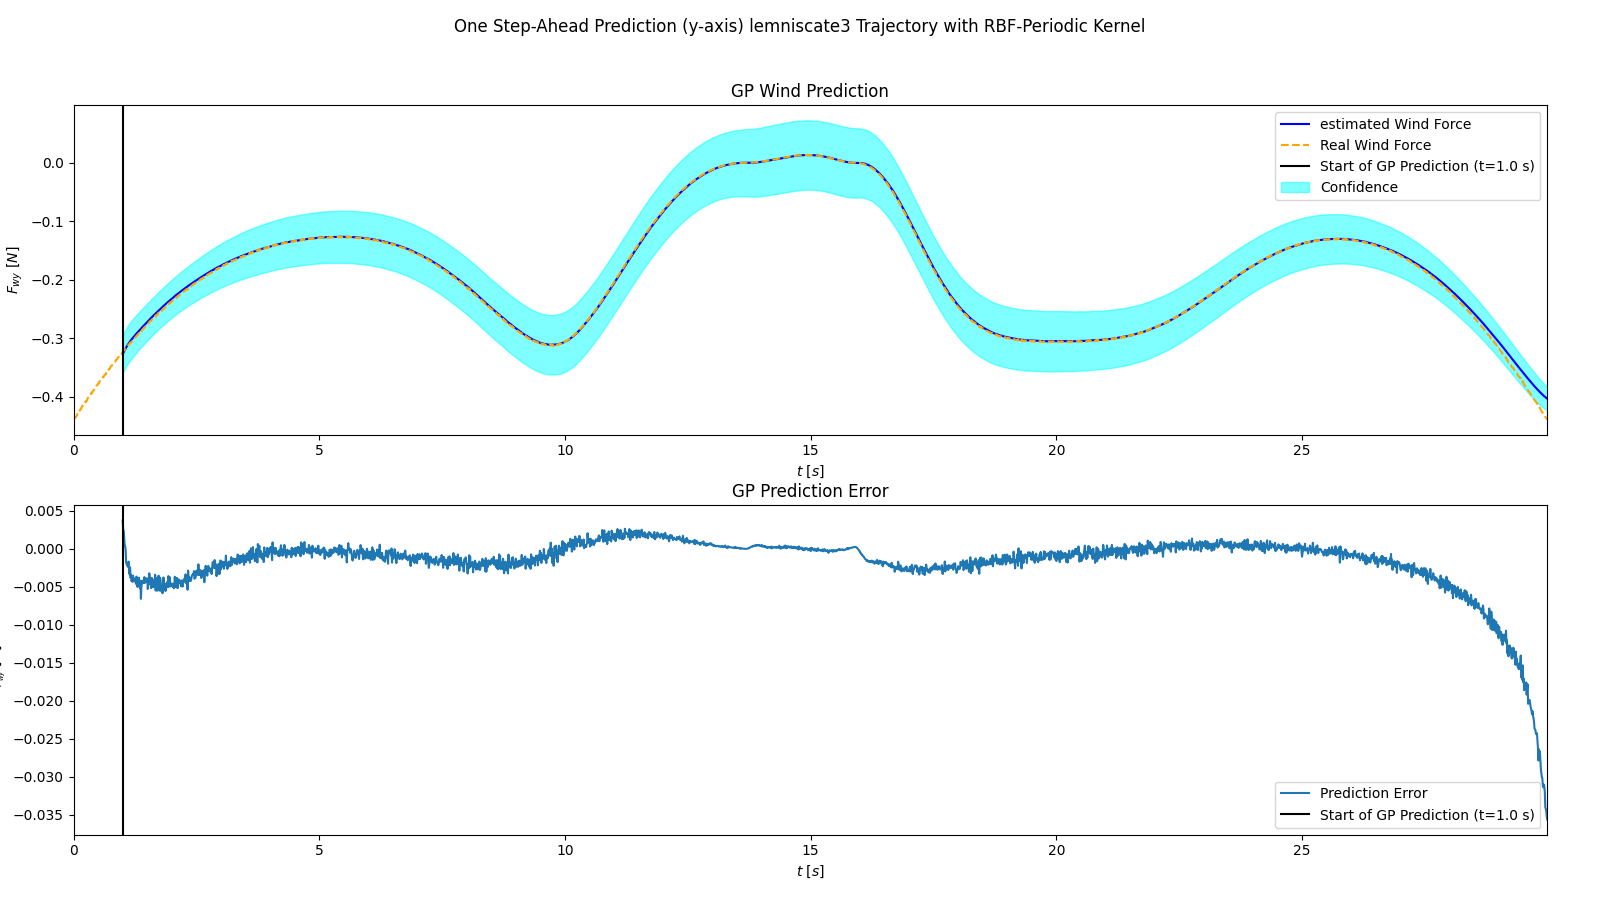 One Step-Ahead Prediction (y-axis) lemniscate3 Trajectory with RBF-Periodic Kernel
GP Wind Prediction
estimated Wind Force
Real Wind Force
Start of GP Prediction (t=1.0 s)
Confidence
0.0
−0.1
−0.2
−0.3
−0.4
F_wy [N]
0 5 10 15 20 25
t [s]
GP Prediction Error
0.005
0.000
−0.005
−0.010
−0.015
−0.020
−0.025
−0.030
−0.035
Prediction Error
Start of GP Prediction (t=1.0 s)
0 5 10 15 20 25
t [s]